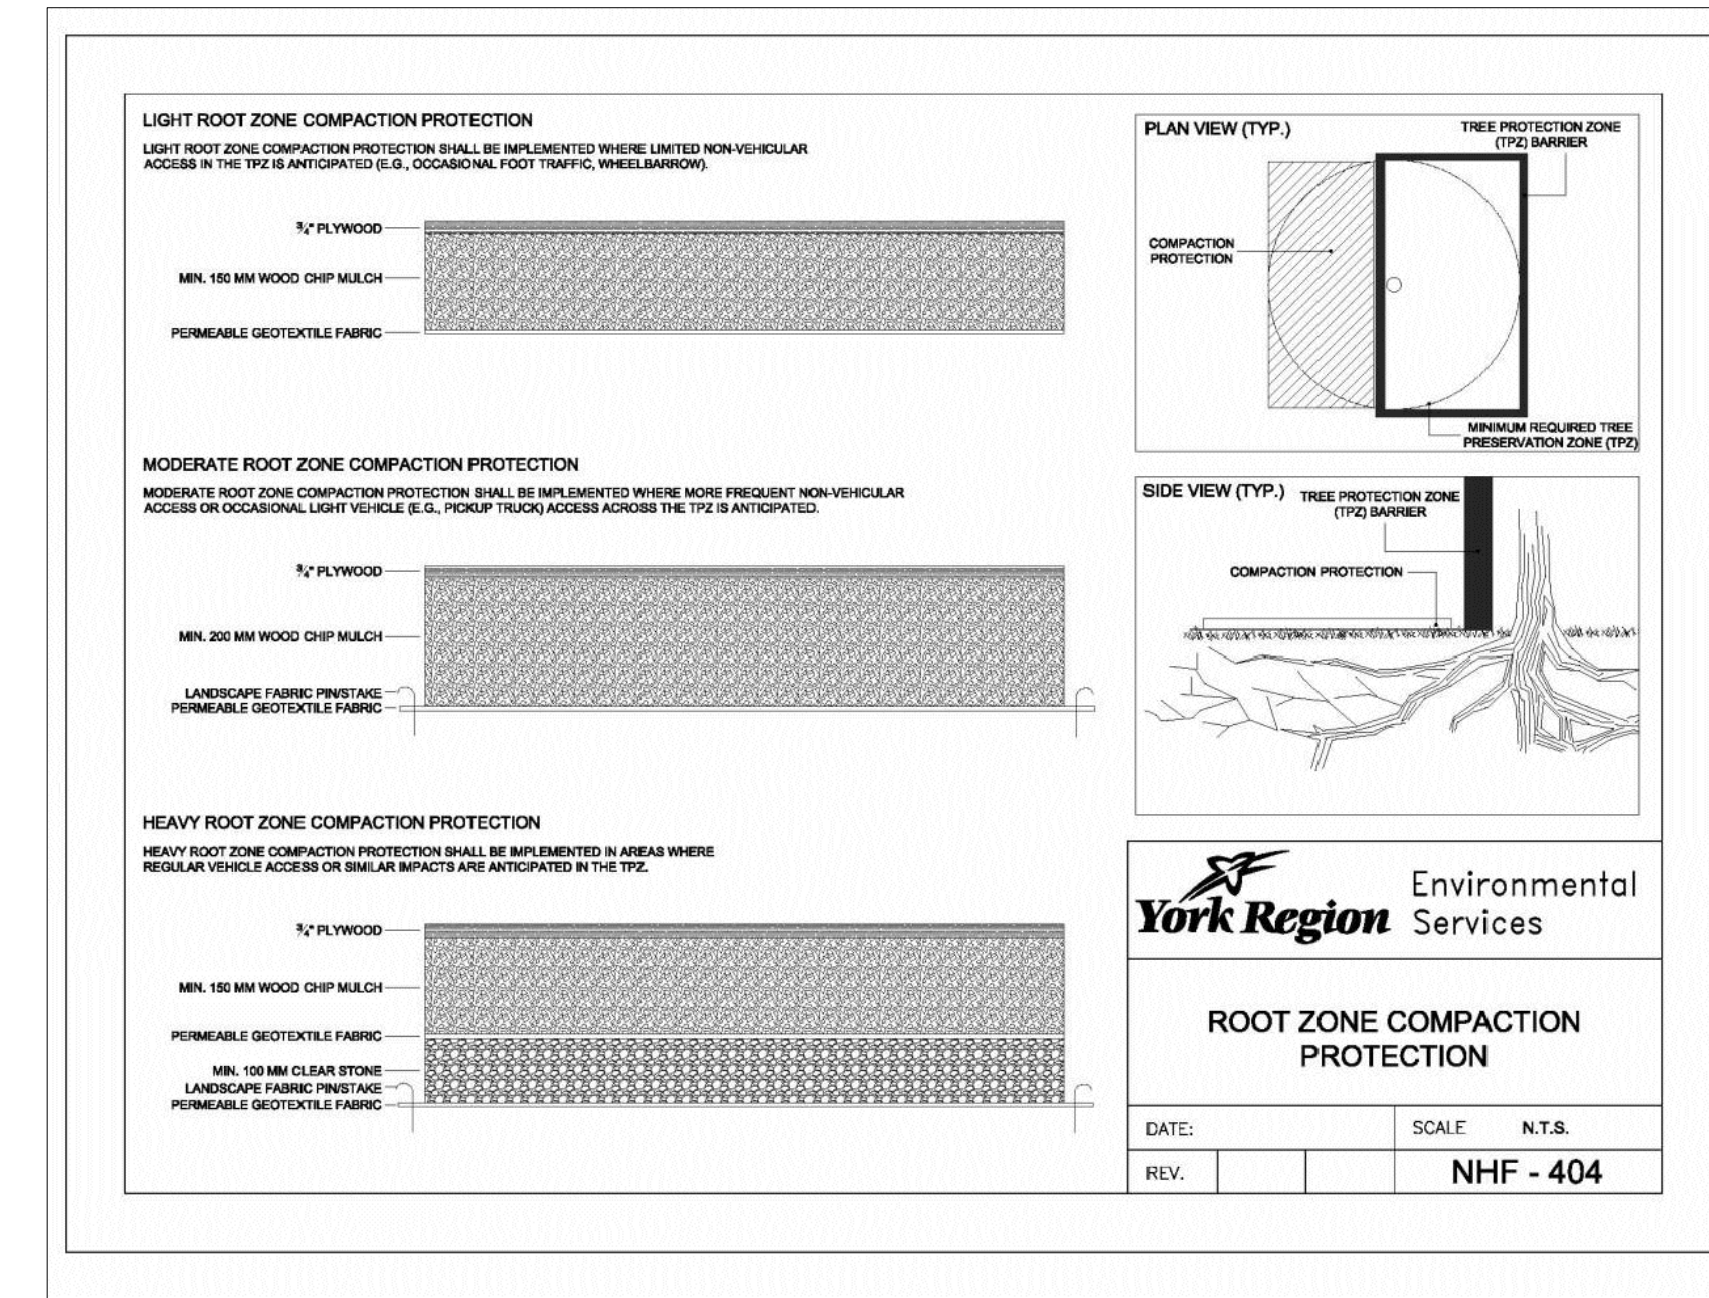 LIGHT ROOT ZONE COMPACTION PROTECTION
LIGHT ROOT ZONE COMPACTION PROTECTION SHALL BE IMPLEMENTED WHERE LIMITED NON-VEHICULAR
ACCESS IN THE TPZ IS ANTICIPATED (E.G., OCCASIONAL FOOT TRAFFIC, WHEELBARROW).
¾" PLYWOOD
MIN. 150 MM WOOD CHIP MULCH
PERMEABLE GEOTEXTILE FABRIC
MODERATE ROOT ZONE COMPACTION PROTECTION
MODERATE ROOT ZONE COMPACTION PROTECTION SHALL BE IMPLEMENTED WHERE MORE FREQUENT NON-VEHICULAR
ACCESS OR OCCASIONAL LIGHT VEHICLE (E.G., PICKUP TRUCK) ACCESS ACROSS THE TPZ IS ANTICIPATED.
¾" PLYWOOD
MIN. 200 MM WOOD CHIP MULCH
LANDSCAPE FABRIC PIN/STAKE
PERMEABLE GEOTEXTILE FABRIC
HEAVY ROOT ZONE COMPACTION PROTECTION
HEAVY ROOT ZONE COMPACTION PROTECTION SHALL BE IMPLEMENTED IN AREAS WHERE
REGULAR VEHICLE ACCESS OR SIMILAR IMPACTS ARE ANTICIPATED IN THE TPZ.
¾" PLYWOOD
MIN. 150 MM WOOD CHIP MULCH
PERMEABLE GEOTEXTILE FABRIC
MIN. 100 MM CLEAR STONE
LANDSCAPE FABRIC PIN/STAKE
PERMEABLE GEOTEXTILE FABRIC
PLAN VIEW (TYP.)
TREE PROTECTION ZONE
(TPZ) BARRIER
COMPACTION
PROTECTION
MINIMUM REQUIRED TREE
PRESERVATION ZONE (TPZ)
SIDE VIEW (TYP.)
TREE PROTECTION ZONE
(TPZ) BARRIER
COMPACTION PROTECTION
York Region
Environmental
Services
ROOT ZONE COMPACTION
PROTECTION
DATE:
SCALE N.T.S.
REV.
NHF - 404